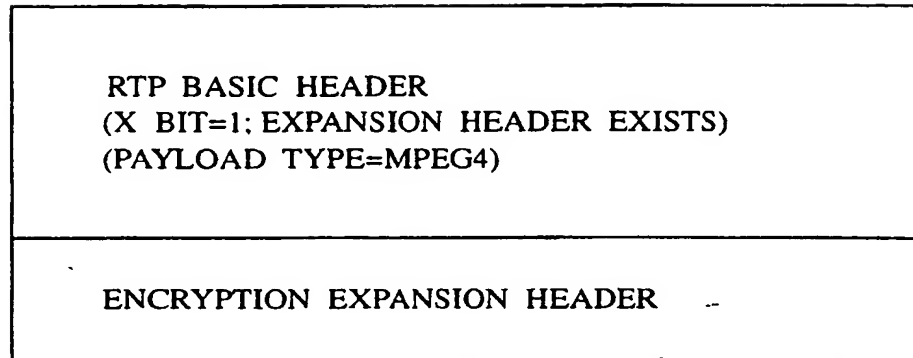 RTP BASIC HEADER
(X BIT=1; EXPANSION HEADER EXISTS)
(PAYLOAD TYPE=MPEG4)
ENCRYPTION EXPANSION HEADER